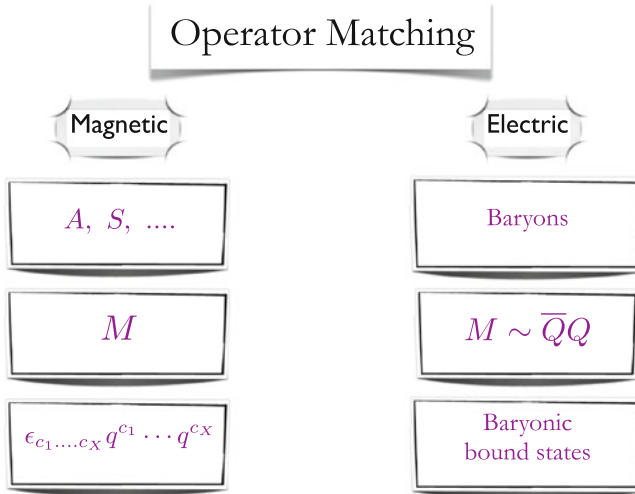 Operator Matching
Magnetic
Electric
A, S, ....
Baryons
M
M ∼ Q̅Q
ϵ_{c_1....c_X} q^{c_1} ⋯ q^{c_X}
Baryonic
bound states